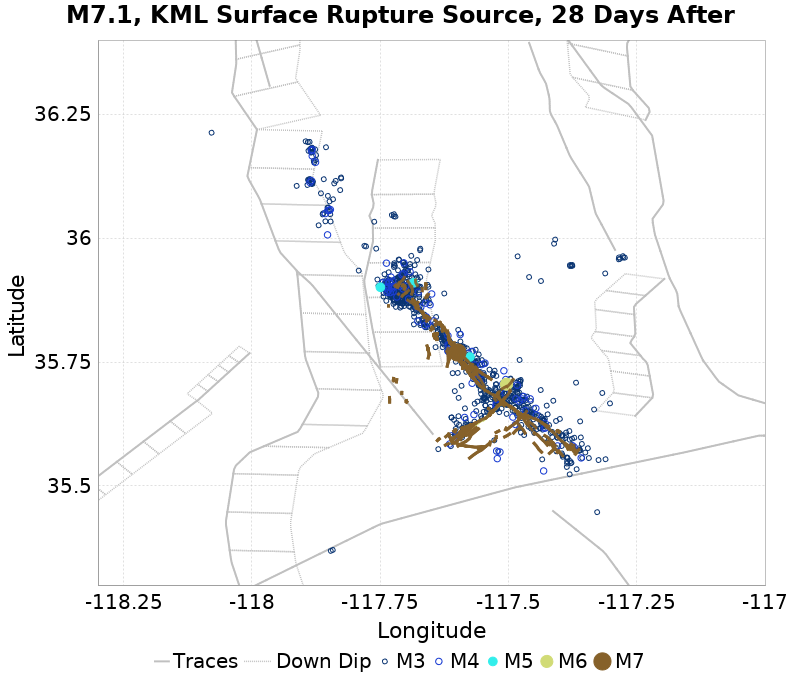 M7.1, KML Surface Rupture Source, 28 Days After
36.25
36
35.75
35.5
Latitude
-118.25 -118 -117.75 -117.5 -117.25 -117
Longitude
Traces Down Dip M3 M4 M5 M6 M7